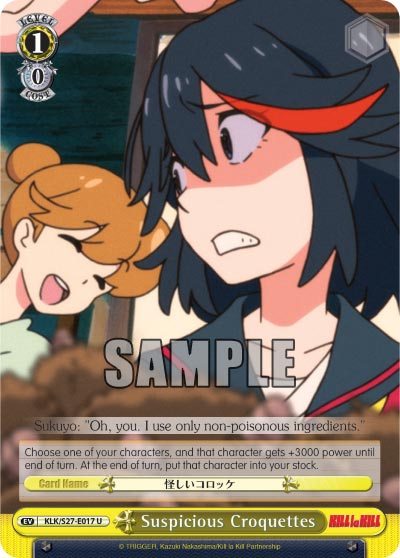 LEVEL
1
0
COST
SAMPLE
Sukuyo: "Oh, you. I use only non-poisonous ingredients."
Choose one of your characters, and that character gets +3000 power until
end of turn. At the end of turn, put that character into your stock.
Card Name 怪しいコロッケ
EV KLK/S27-E017 U Suspicious Croquettes KILL la KILL
© TRIGGER, Kazuki Nakashima/Kill la Kill Partnership